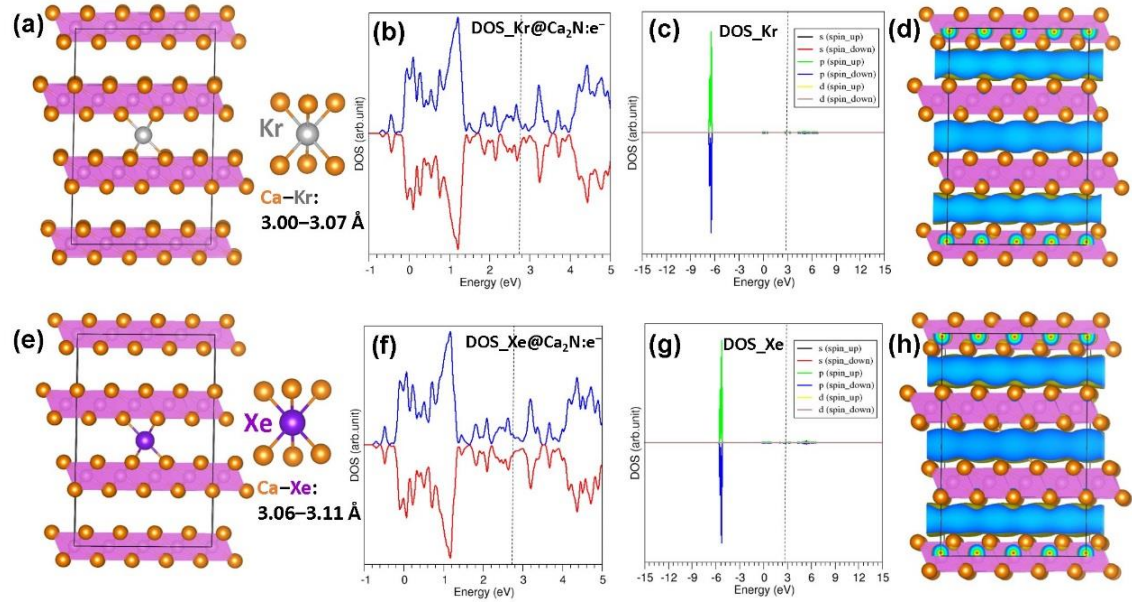 (a)
Kr
Ca–Kr:
3.00–3.07 Å
(b)
DOS_Kr@Ca₂N:e⁻
DOS (arb.unit)
-1 0 1 2 3 4 5
Energy (eV)
(c)
DOS_Kr
s (spin_up)
s (spin_down)
p (spin_up)
p (spin_down)
d (spin_up)
d (spin_down)
DOS (arb.unit)
-15 -12 -9 -6 -3 0 3 6 9 12 15
Energy (eV)
(d)
(e)
Xe
Ca–Xe:
3.06–3.11 Å
(f)
DOS_Xe@Ca₂N:e⁻
DOS (arb.unit)
-1 0 1 2 3 4 5
Energy (eV)
(g)
DOS_Xe
s (spin_up)
s (spin_down)
p (spin_up)
p (spin_down)
d (spin_up)
d (spin_down)
DOS (arb.unit)
-15 -12 -9 -6 -3 0 3 6 9 12 15
Energy (eV)
(h)